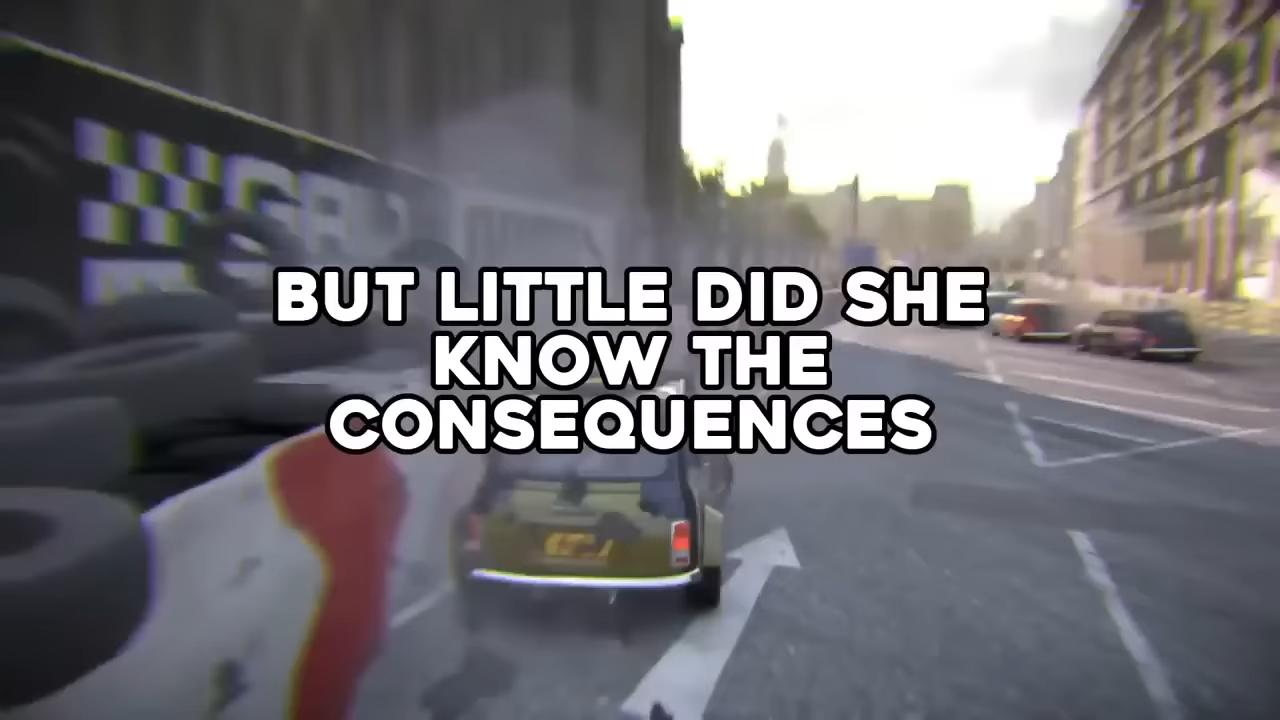 BUT LITTLE DID SHE
KNOW THE
CONSEQUENCES